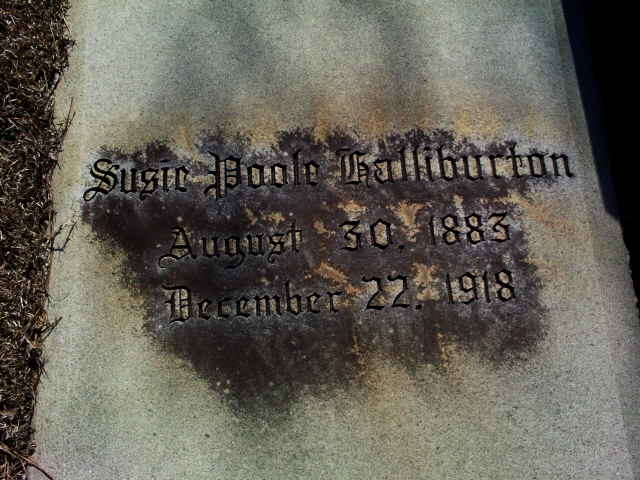 Susie Poole Halliburton
August 30, 1883
December 22, 1918